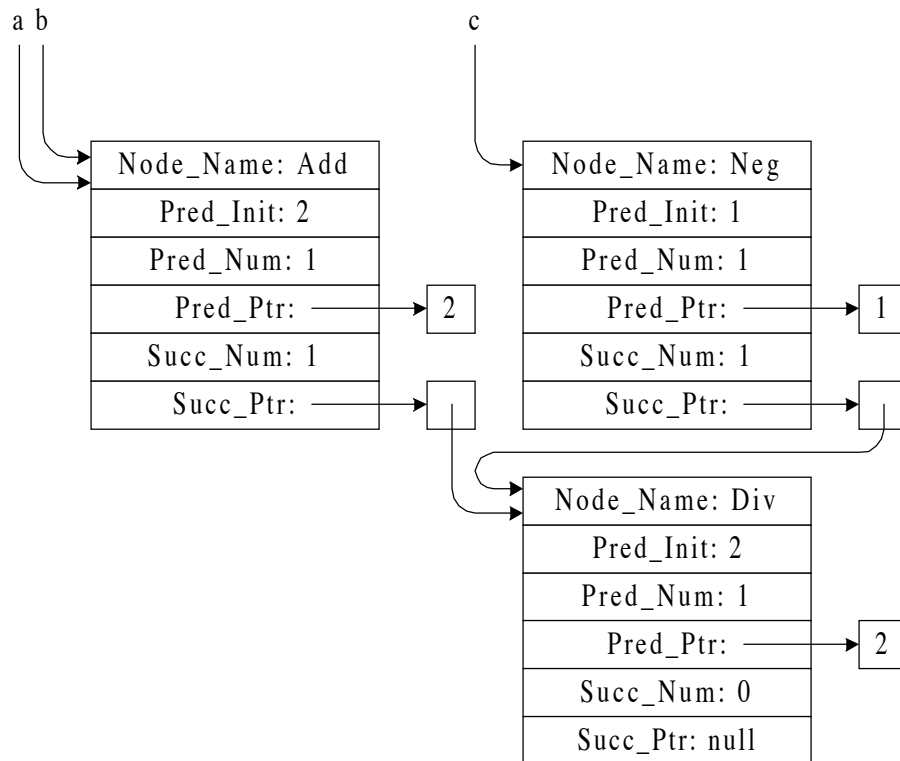 a b
c
Node_Name: Add
Pred_Init: 2
Pred_Num: 1
Pred_Ptr:
2
Succ_Num: 1
Succ_Ptr:
Node_Name: Neg
Pred_Init: 1
Pred_Num: 1
Pred_Ptr:
1
Succ_Num: 1
Succ_Ptr:
Node_Name: Div
Pred_Init: 2
Pred_Num: 1
Pred_Ptr:
2
Succ_Num: 0
Succ_Ptr: null